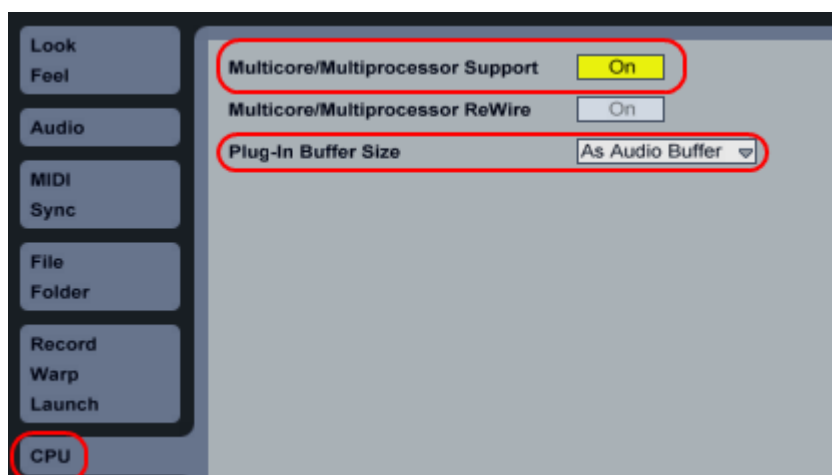 Look
Feel
Audio
MIDI
Sync
File
Folder
Record
Warp
Launch
CPU
Multicore/Multiprocessor Support On
Multicore/Multiprocessor ReWire On
Plug-In Buffer Size As Audio Buffer